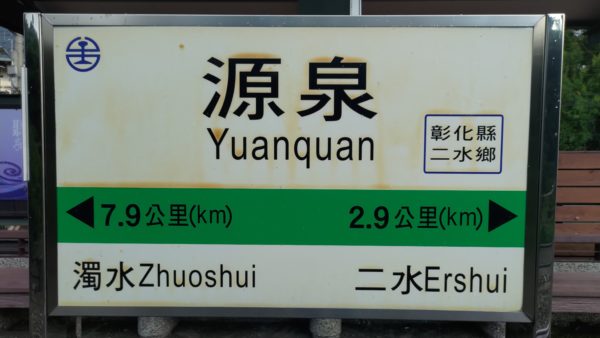 源泉
Yuanquan
彰化縣
二水鄉
7.9公里(km)
2.9公里(km)
濁水Zhuoshui
二水Ershui